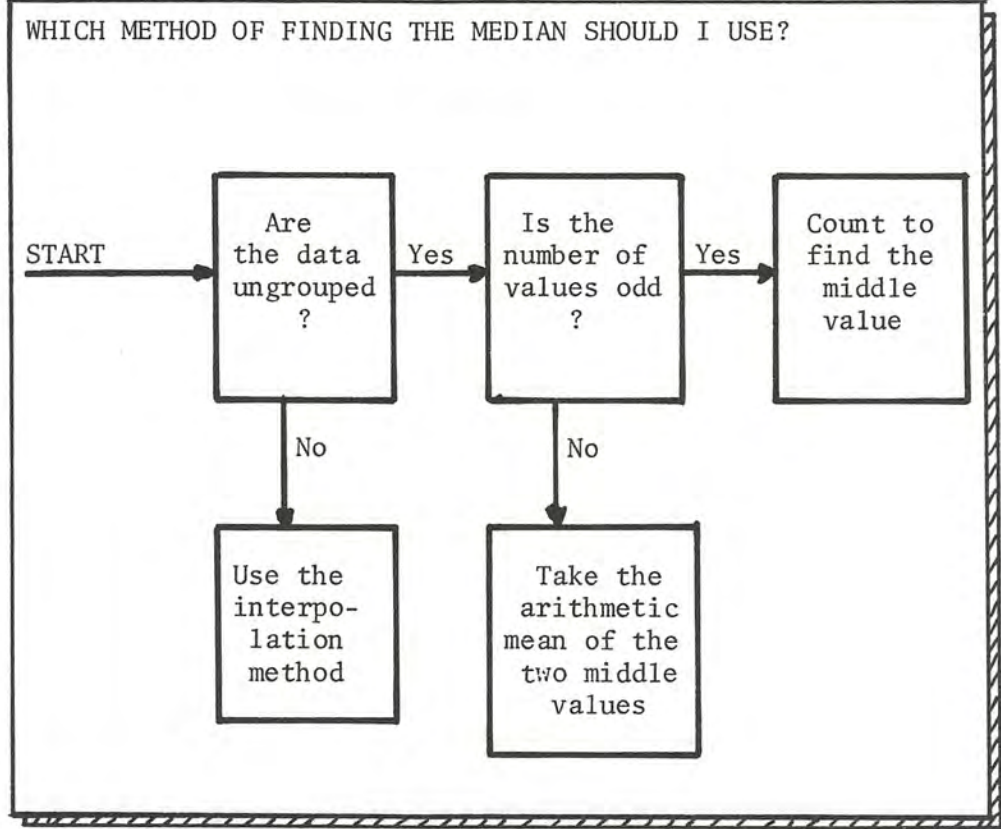 WHICH METHOD OF FINDING THE MEDIAN SHOULD I USE?
START
Are
the data
ungrouped
?
Yes
Is the
number of
values odd
?
Yes
Count to
find the
middle
value
No
No
Use the
interpo-
lation
method
Take the
arithmetic
mean of the
two middle
values